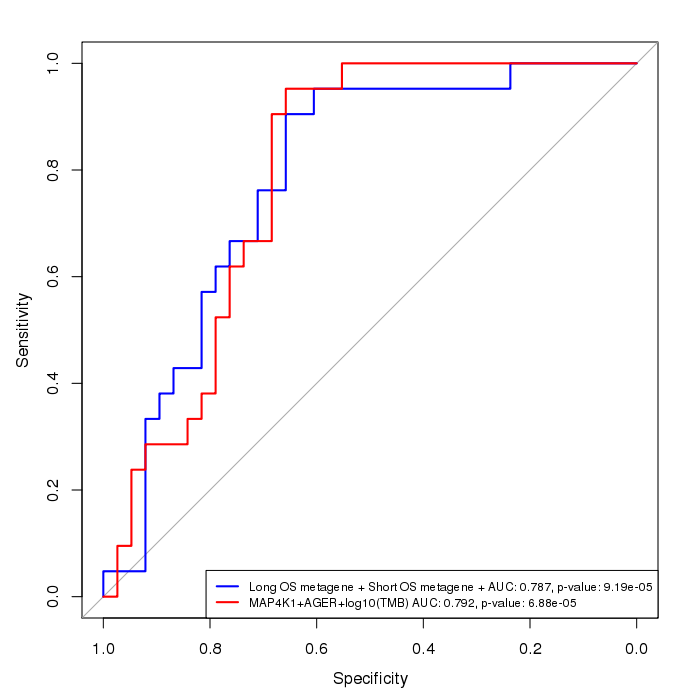 1.0
0.8
0.6
0.4
0.2
0.0
Sensitivity
Long OS metagene + Short OS metagene + AUC: 0.787, p-value: 9.19e-05
MAP4K1+AGER+log10(TMB) AUC: 0.792, p-value: 6.88e-05
1.0 0.8 0.6 0.4 0.2 0.0
Specificity